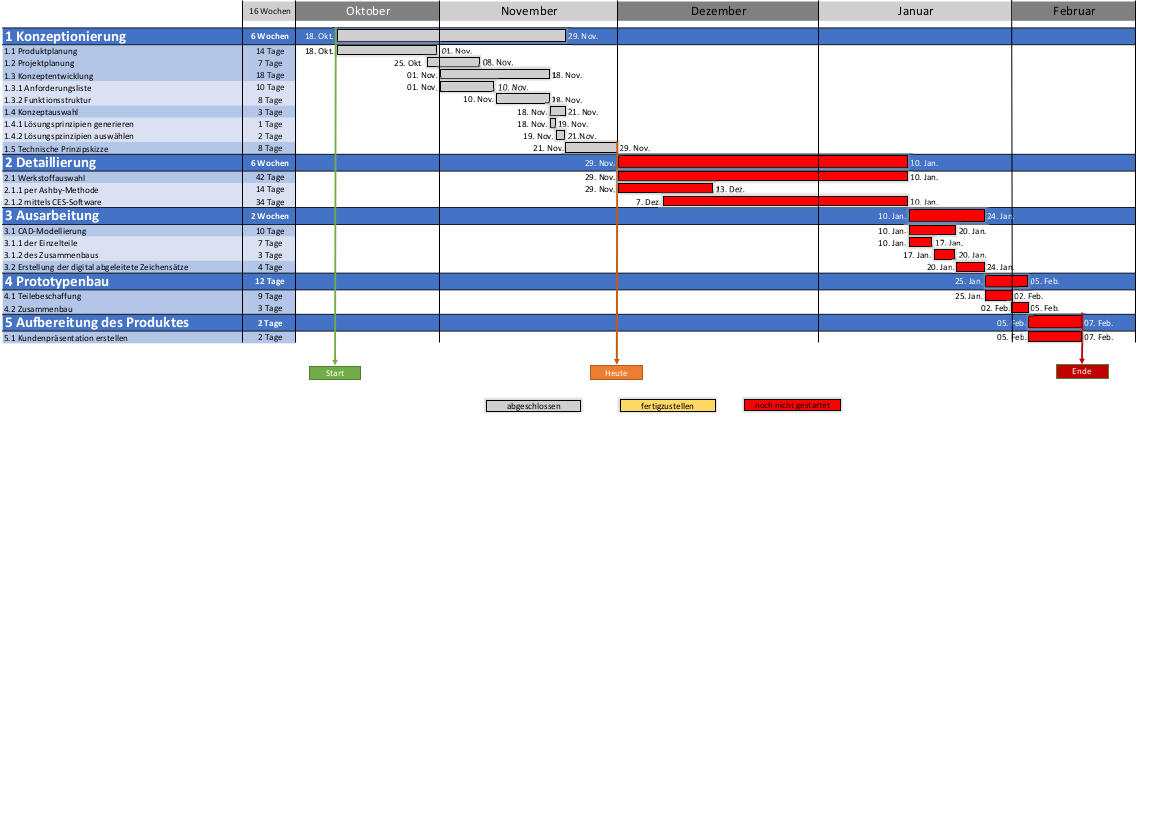 16 Wochen Oktober November Dezember Januar Februar
1 Konzeptionierung 6 Wochen 18. Okt. 29. Nov.
1.1 Produktplanung 14 Tage 18. Okt. 01. Nov.
1.2 Projektplanung 7 Tage 25. Okt 08. Nov.
1.3 Konzeptentwicklung 18 Tage 01. Nov. 18. Nov.
1.3.1 Anforderungsliste 10 Tage 01. Nov. 10. Nov.
1.3.2 Funktionsstruktur 8 Tage 10. Nov. 18. Nov.
1.4 Konzeptauswahl 3 Tage 18. Nov. 21. Nov.
1.4.1 Lösungsprinzipien generieren 1 Tage 18. Nov. 19. Nov.
1.4.2 Lösungspzinzipien auswählen 2 Tage 19. Nov. 21.Nov.
1.5 Technische Prinzipskizze 8 Tage 21. Nov. 29. Nov.
2 Detaillierung 6 Wochen 29. Nov. 10. Jan.
2.1 Werkstoffauswahl 42 Tage 29. Nov. 10. Jan.
2.1.1 per Ashby-Methode 14 Tage 29. Nov. 13. Dez.
2.1.2 mittels CES-Software 34 Tage 7. Dez. 10. Jan.
3 Ausarbeitung 2 Wochen 10. Jan. 24. Jan.
3.1 CAD-Modellierung 10 Tage 10. Jan. 20. Jan.
3.1.1 der Einzelteile 7 Tage 10. Jan. 17. Jan.
3.1.2 des Zusammenbaus 3 Tage 17. Jan. 20. Jan.
3.2 Erstellung der digital abgeleitete Zeichensätze 4 Tage 20. Jan. 24. Jan.
4 Prototypenbau 12 Tage 25. Jan. 05. Feb.
4.1 Teilebeschaffung 9 Tage 25. Jan. 02. Feb.
4.2 Zusammenbau 3 Tage 02. Feb. 05. Feb.
5 Aufbereitung des Produktes 2 Tage 05. Feb. 07. Feb.
5.1 Kundenpräsentation erstellen 2 Tage 05. Feb. 07. Feb.
Start Heute Ende
abgeschlossen fertigzustellen noch nicht gestartet